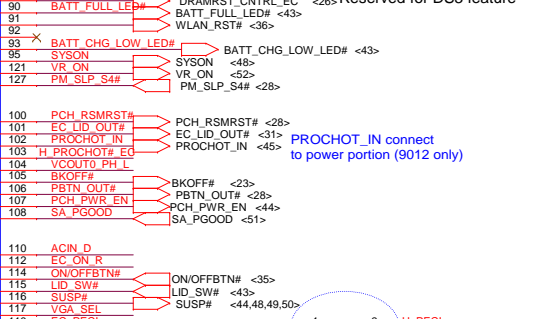 90 BATT_FULL_LED# DRAMRST_CNTRL_EC <26> Reserved for DS3 feature
91 BATT_FULL_LED# <43>
92 WLAN_RST# <36>
93 BATT_CHG_LOW_LED# BATT_CHG_LOW_LED# <43>
95 SYSON SYSON <48>
121 VR_ON VR_ON <52>
127 PM_SLP_S4# PM_SLP_S4# <28>
100 PCH_RSMRST# PCH_RSMRST# <28>
101 EC_LID_OUT# EC_LID_OUT# <31>
102 PROCHOT_IN PROCHOT_IN <45> PROCHOT_IN connect
103 H_PROCHOT#_EC to power portion (9012 only)
104 VCOUT0_PH_L
105 BKOFF# BKOFF# <23>
106 PBTN_OUT# PBTN_OUT# <28>
107 PCH_PWR_EN PCH_PWR_EN <44>
108 SA_PGOOD SA_PGOOD <51>
110 ACIN_D
112 EC_ON_R
114 ON/OFFBTN# ON/OFFBTN# <35>
115 LID_SW# LID_SW# <43>
116 SUSP# SUSP# <44,48,49,50>
117 VGA_SEL